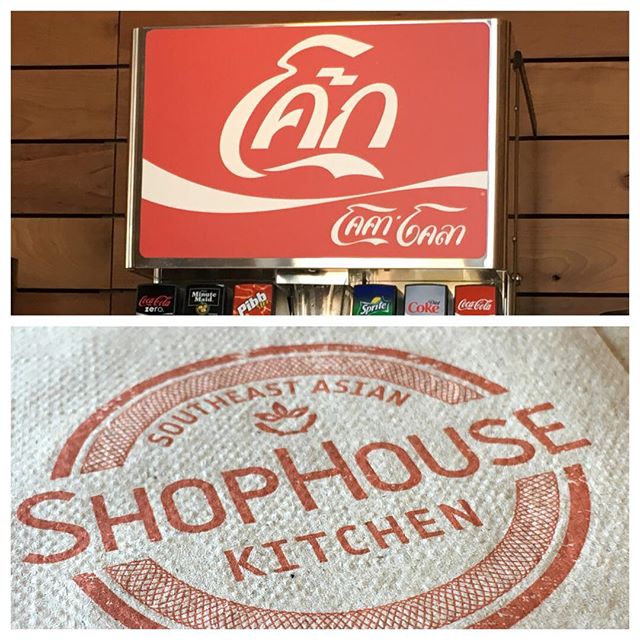 โค้ก
โคคา-โคลา
Coca-Cola zero.
Minute Maid
Pibb
Sprite
Diet Coke
Coca-Cola
SOUTHEAST ASIAN
SHOPHOUSE
KITCHEN